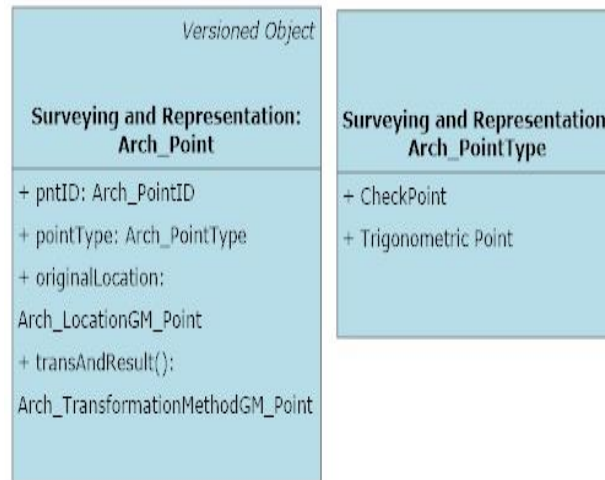 Versioned Object
Surveying and Representation:
Arch_Point
+ pntID: Arch_PointID
+ pointType: Arch_PointType
+ originalLocation:
Arch_LocationGM_Point
+ transAndResult():
Arch_TransformationMethodGM_Point
Surveying and Representation
Arch_PointType
+ CheckPoint
+ Trigonometric Point